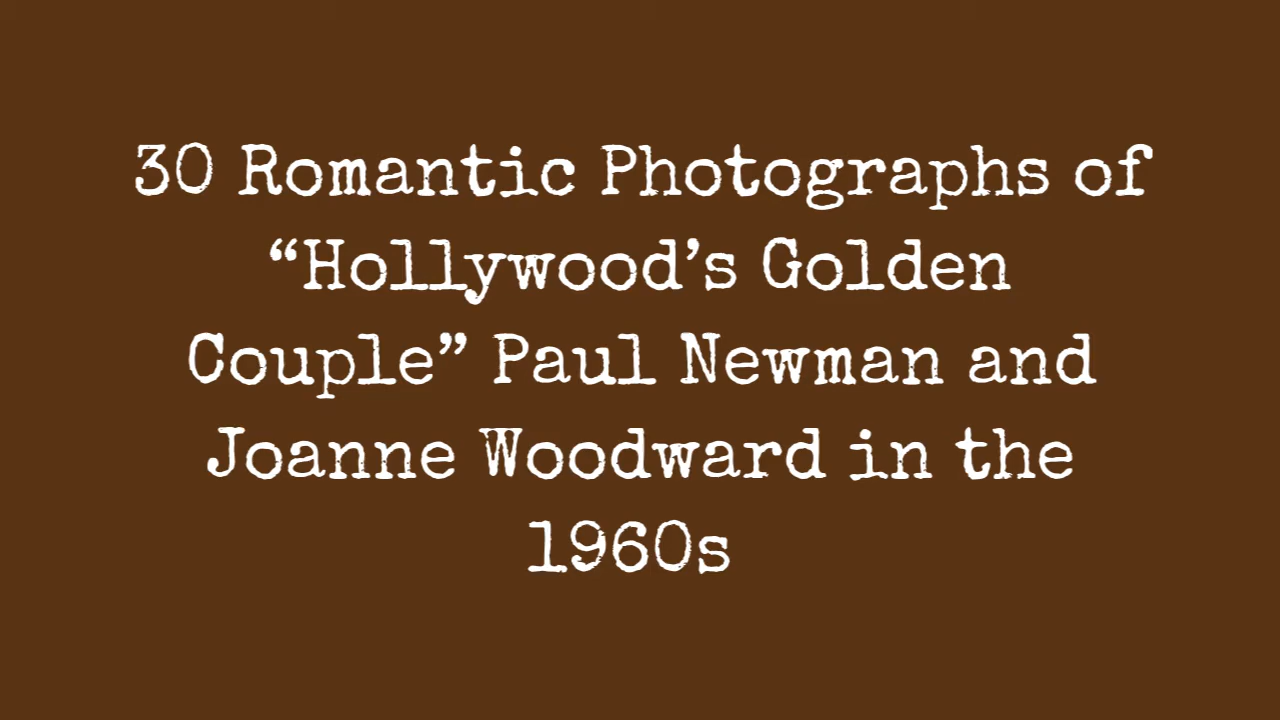 30 Romantic Photographs of
“Hollywood’s Golden
Couple” Paul Newman and
Joanne Woodward in the
1960s